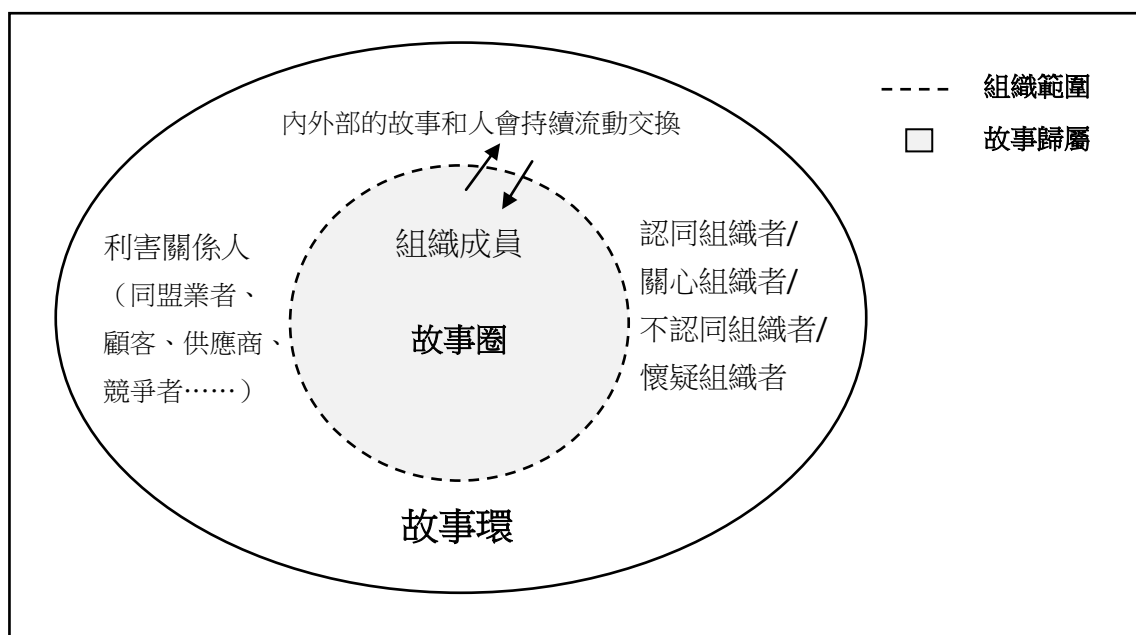 內外部的故事和人會持續流動交換
組織範圍
故事歸屬
利害關係人
（同盟業者、
顧客、供應商、
競爭者……）
組織成員
故事圈
認同組織者/
關心組織者/
不認同組織者/
懷疑組織者
故事環